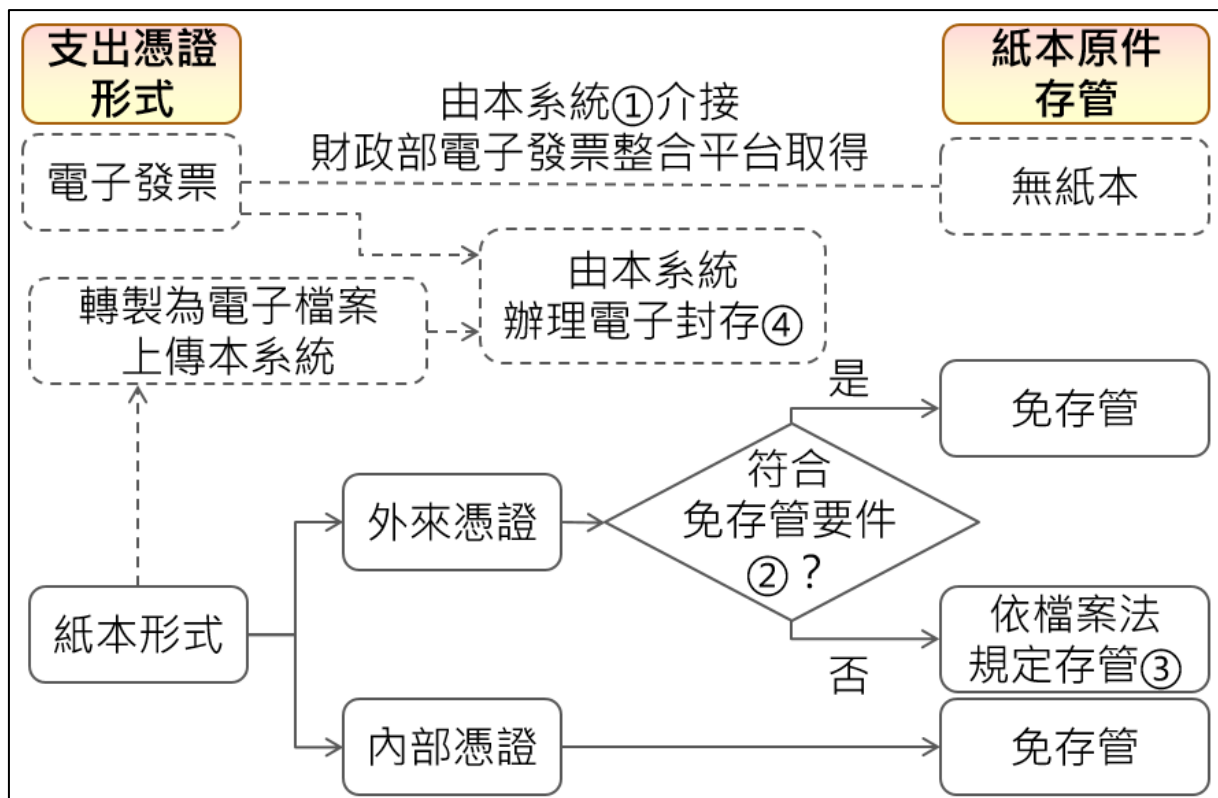 支出憑證
形式
紙本原件
存管
由本系統①介接
財政部電子發票整合平台取得
電子發票
無紙本
由本系統
辦理電子封存④
轉製為電子檔案
上傳本系統
是
免存管
符合
免存管要件
②？
外來憑證
紙本形式
依檔案法
規定存管③
否
內部憑證
免存管